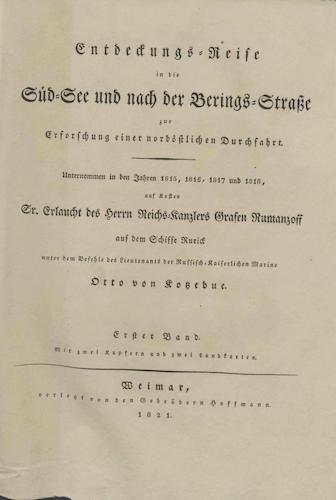 Entdeckungs-Reise
in die
Süd-See und nach der Berings-Straße
zur
Erforschung einer nordöstlichen Durchfahrt.
Unternommen in den Jahren 1815, 1816, 1817 und 1818,
auf Kosten
Sr. Erlaucht des Herrn Reichs-Kanzlers Grafen Rumanzoff
auf dem Schiffe Rurick
unter dem Befehle des Lieutenants der Russisch-Kaiserlichen Marine
Otto von Kotzebue.
Erster Band.
Mit zwei Kupfern und zwei Landkarten.
Weimar,
verlegt von den Gebrüdern Hoffmann.
1821.